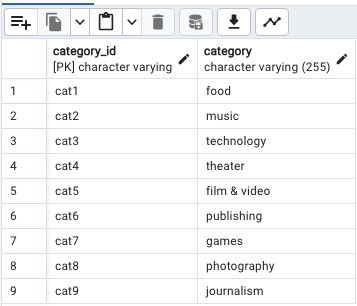 category_id category
[PK] character varying character varying (255)
1 cat1 food
2 cat2 music
3 cat3 technology
4 cat4 theater
5 cat5 film & video
6 cat6 publishing
7 cat7 games
8 cat8 photography
9 cat9 journalism